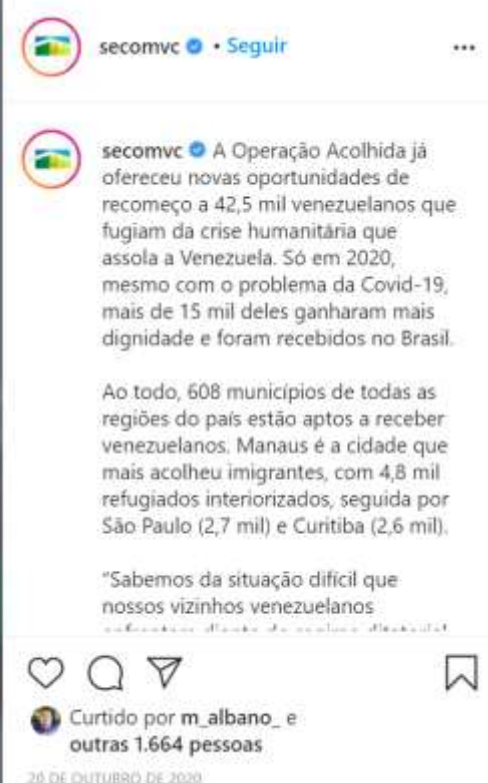 secomvc • Seguir
secomvc A Operação Acolhida já
ofereceu novas oportunidades de
recomeço a 42,5 mil venezuelanos que
fugiam da crise humanitária que
assola a Venezuela. Só em 2020,
mesmo com o problema da Covid-19,
mais de 15 mil deles ganharam mais
dignidade e foram recebidos no Brasil.
Ao todo, 608 municípios de todas as
regiões do país estão aptos a receber
venezuelanos. Manaus é a cidade que
mais acolheu imigrantes, com 4,8 mil
refugiados interiorizados, seguida por
São Paulo (2,7 mil) e Curitiba (2,6 mil).
"Sabemos da situação difícil que
nossos vizinhos venezuelanos
Curtido por m_albano_ e
outras 1.664 pessoas
20 DE OUTUBRO DE 2020